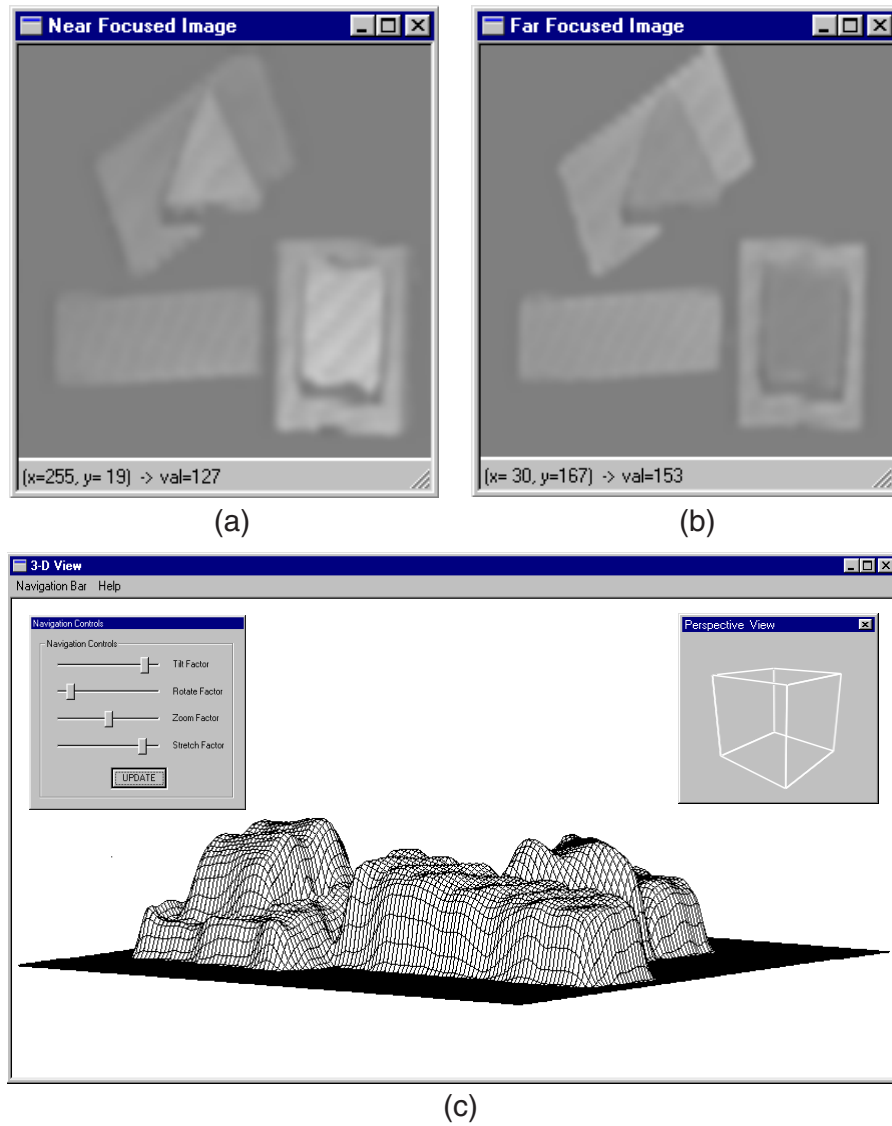 Near Focused Image
Far Focused Image
(x=255, y= 19) -> val=127
(x= 30, y=167) -> val=153
(a)
(b)
3-D View
Navigation Bar Help
Navigation Controls
Navigation Controls
Tilt Factor
Rotate Factor
Zoom Factor
Stretch Factor
UPDATE
Perspective View
(c)